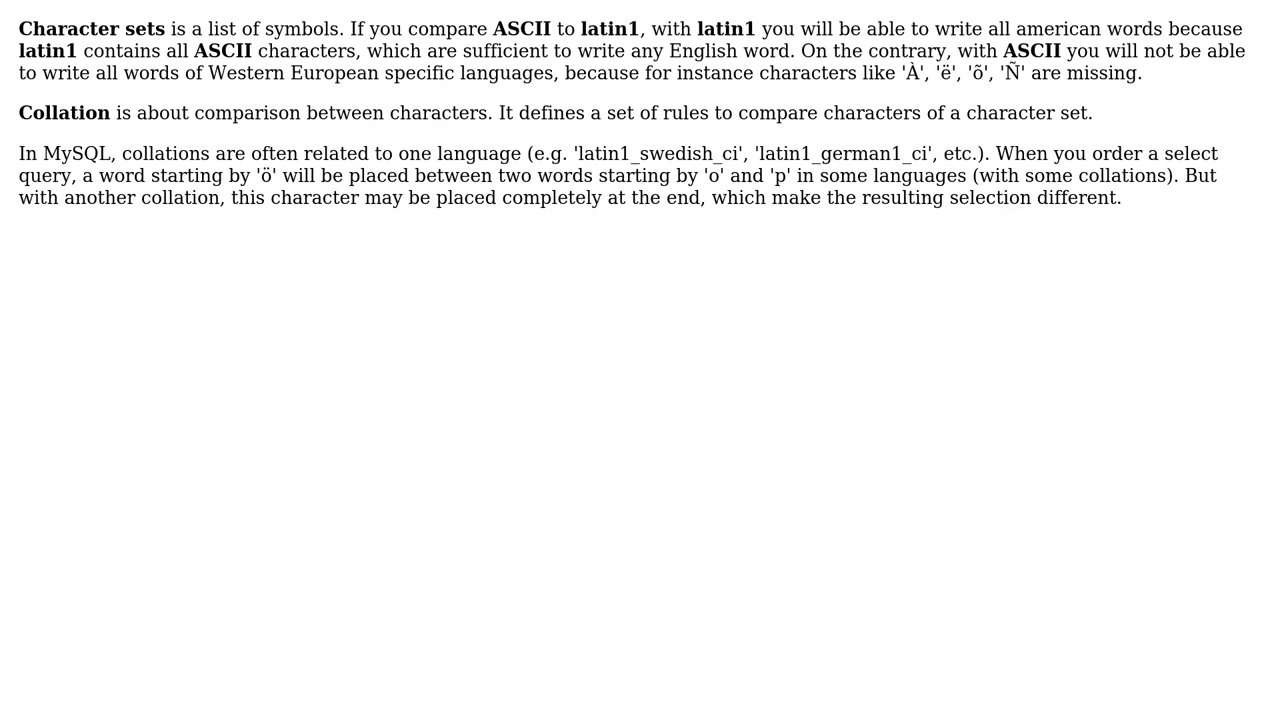 Character sets is a list of symbols. If you compare ASCII to latin1, with latin1 you will be able to write all american words because
latin1 contains all ASCII characters, which are sufficient to write any English word. On the contrary, with ASCII you will not be able
to write all words of Western European specific languages, because for instance characters like 'À', 'ë', 'õ', 'Ñ' are missing.
Collation is about comparison between characters. It defines a set of rules to compare characters of a character set.
In MySQL, collations are often related to one language (e.g. 'latin1_swedish_ci', 'latin1_german1_ci', etc.). When you order a select
query, a word starting by 'ö' will be placed between two words starting by 'o' and 'p' in some languages (with some collations). But
with another collation, this character may be placed completely at the end, which make the resulting selection different.